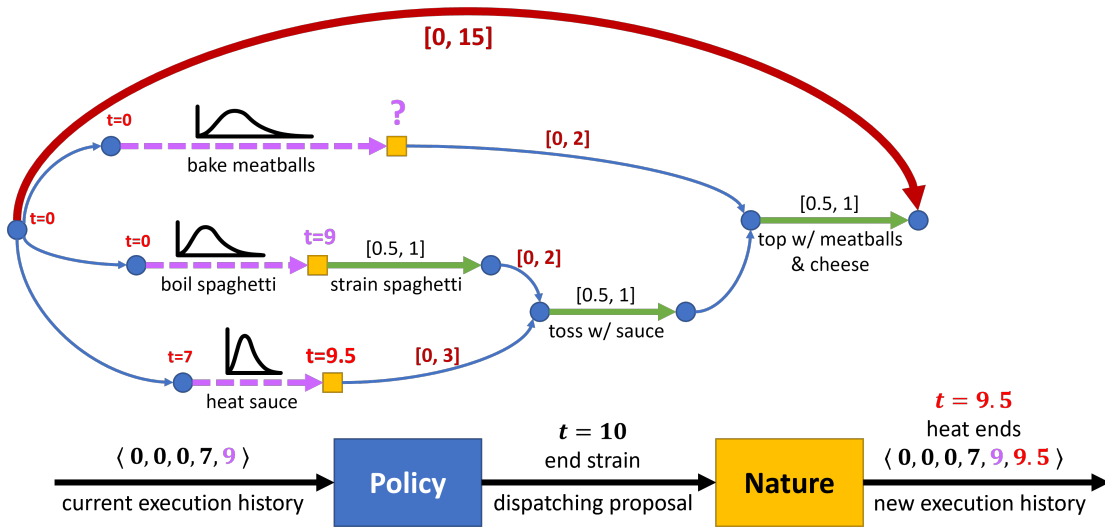 [0, 15]
t=0
?
bake meatballs
[0, 2]
t=0
t=0
t=9
[0.5, 1]
[0, 2]
boil spaghetti
strain spaghetti
[0.5, 1]
top w/ meatballs
& cheese
[0.5, 1]
toss w/ sauce
t=7
t=9.5
[0, 3]
heat sauce
⟨ 0, 0, 0, 7, 9 ⟩
current execution history
Policy
t = 10
end strain
dispatching proposal
Nature
t = 9.5
heat ends
⟨ 0, 0, 0, 7, 9, 9.5 ⟩
new execution history